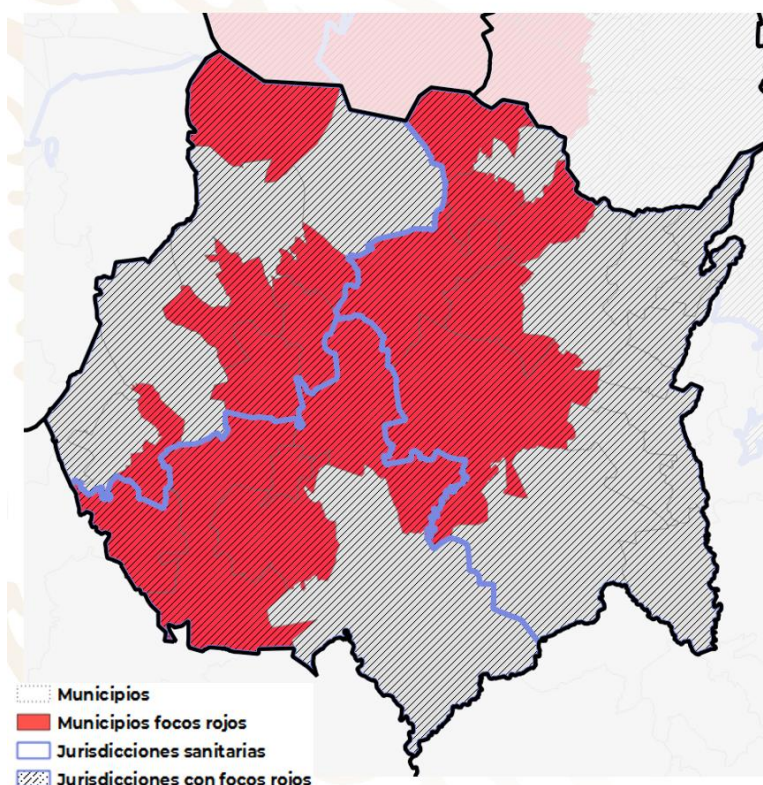 Municipios
Municipios focos rojos
Jurisdicciones sanitarias
Jurisdicciones con focos rojos